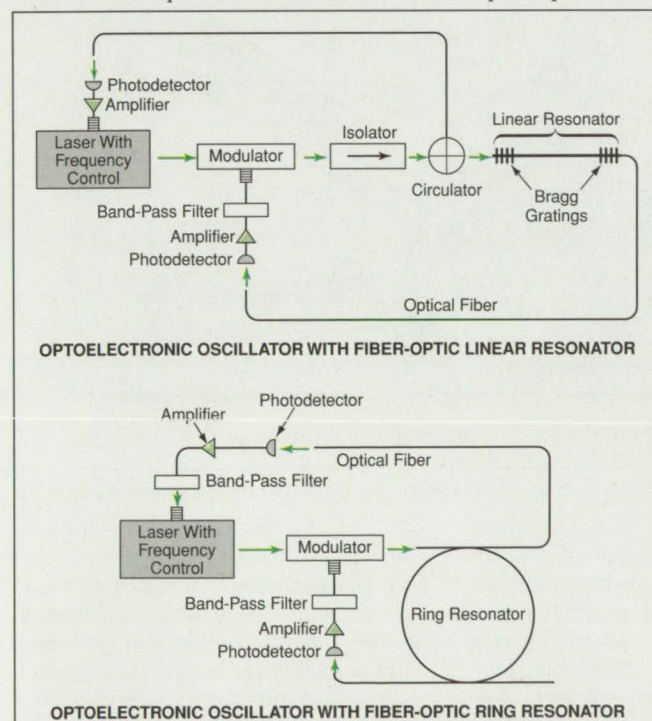 Photodetector
Amplifier
Laser With
Frequency
Control
Modulator
Isolator
Circulator
Linear Resonator
Bragg
Gratings
Band-Pass Filter
Amplifier
Photodetector
Optical Fiber
OPTOELECTRONIC OSCILLATOR WITH FIBER-OPTIC LINEAR RESONATOR
Photodetector
Amplifier
Optical Fiber
Band-Pass Filter
Laser With
Frequency
Control
Modulator
Band-Pass Filter
Amplifier
Photodetector
Ring Resonator
OPTOELECTRONIC OSCILLATOR WITH FIBER-OPTIC RING RESONATOR